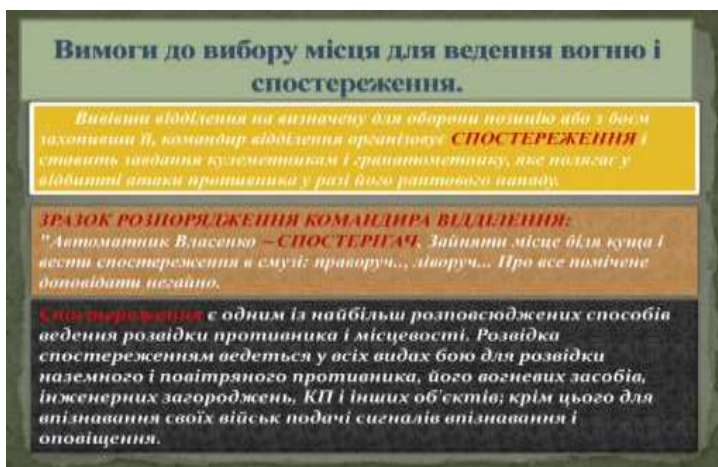 Вимоги до вибору місця для ведення вогню і
спостереження.
Вивівши відділення на визначену для оборони позицію або з боєм
захопивши її, командир відділення організовує СПОСТЕРЕЖЕННЯ і
ставить завдання кулеметникам і гранатометнику, яке полягає у
відбитті атаки противника у разі його раптового нападу.
ЗРАЗОК РОЗПОРЯДЖЕННЯ КОМАНДИРА ВІДДІЛЕННЯ:
"Автоматник Власенко – СПОСТЕРІГАЧ. Зайняти місце біля куща і
вести спостереження в смузі: праворуч.., ліворуч... Про все помічене
доповідати негайно.
Спостереження є одним із найбільш розповсюджених способів
ведення розвідки противника і місцевості. Розвідка
спостереженням ведеться у всіх видах бою для розвідки
наземного і повітряного противника, його вогневих засобів,
інженерних загороджень, КП і інших об'єктів; крім цього для
впізнавання своїх військ подачі сигналів впізнавання і
оповіщення.